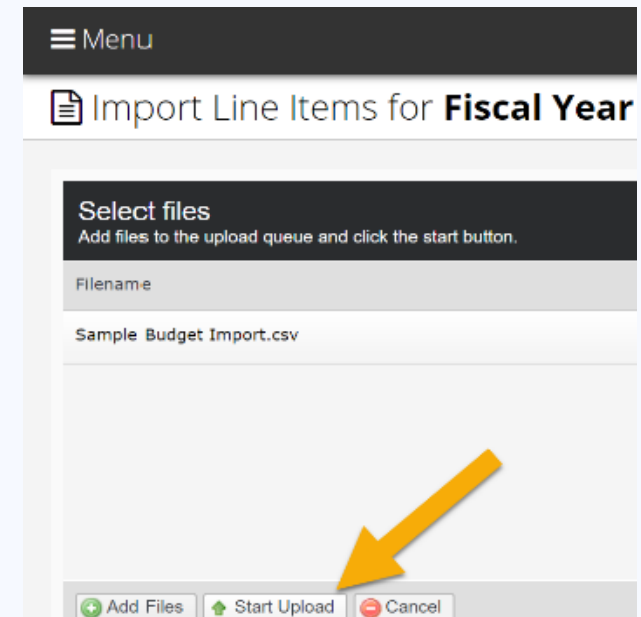 Menu
Import Line Items for Fiscal Year
Select files
Add files to the upload queue and click the start button.
Filename
Sample Budget Import.csv
Add Files Start Upload Cancel